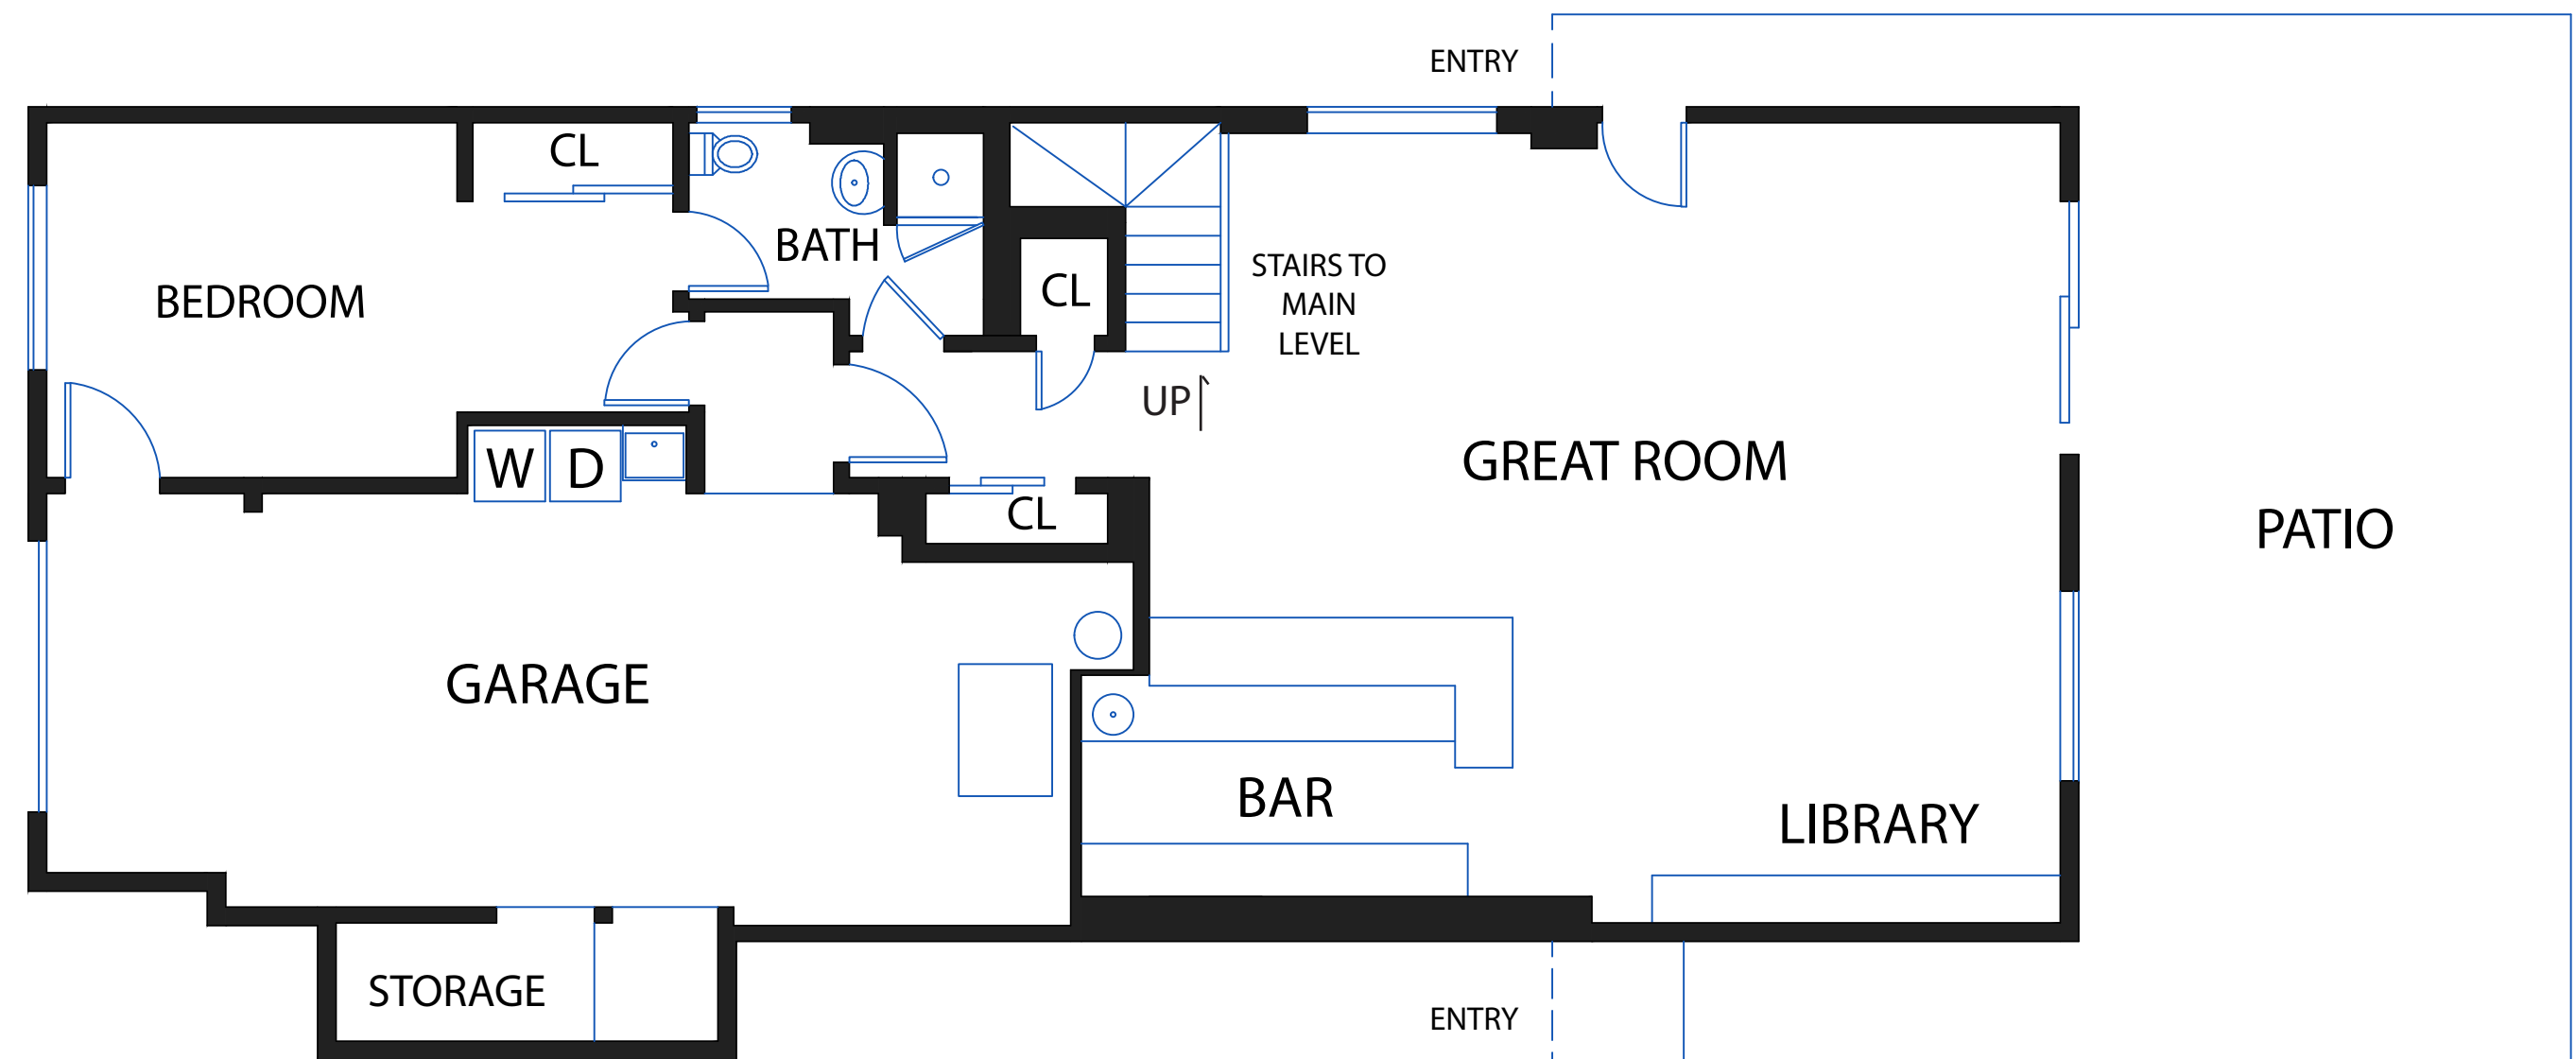 ENTRY
CL
BATH
BEDROOM
CL
STAIRS TO
MAIN
LEVEL
UP
GREAT ROOM
W
D
CL
PATIO
GARAGE
BAR
LIBRARY
STORAGE
ENTRY